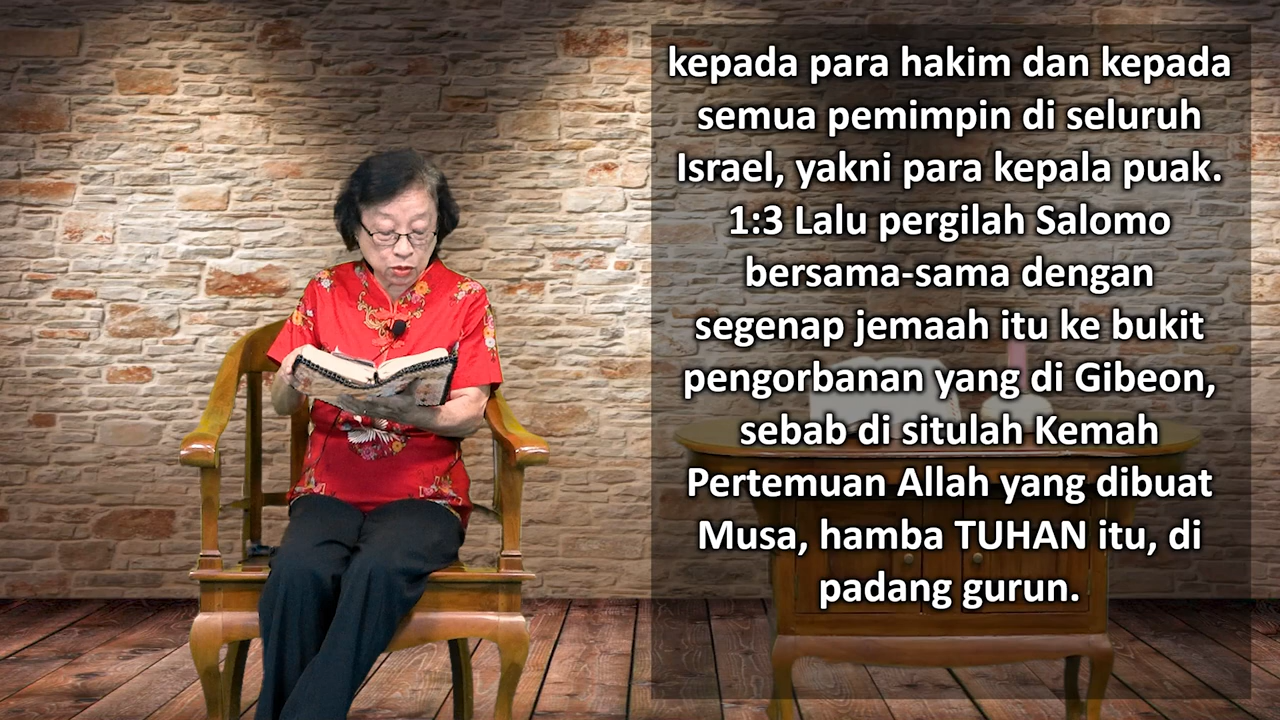 kepada para hakim dan kepada
semua pemimpin di seluruh
Israel, yakni para kepala puak.
1:3 Lalu pergilah Salomo
bersama-sama dengan
segenap jemaah itu ke bukit
pengorbanan yang di Gibeon,
sebab di situlah Kemah
Pertemuan Allah yang dibuat
Musa, hamba TUHAN itu, di
padang gurun.